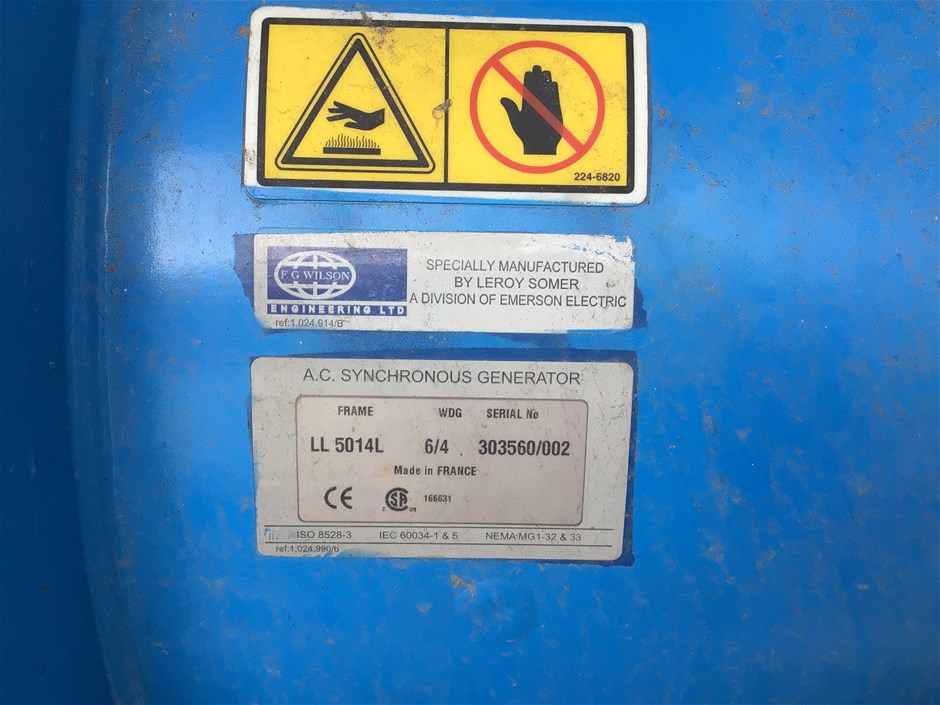 224-6820
F G WILSON
ENGINEERING LTD
ref:1,024.914/B
SPECIALLY MANUFACTURED
BY LEROY SOMER
A DIVISION OF EMERSON ELECTRIC
A.C. SYNCHRONOUS GENERATOR
FRAME WDG SERIAL No
LL 5014L 6/4 303560/002
Made in FRANCE
CE C SA US 166631
ISO 8528-3 IEC 60034-1 & 5 NEMA MG1-32 & 33
ref:1,024.990/b